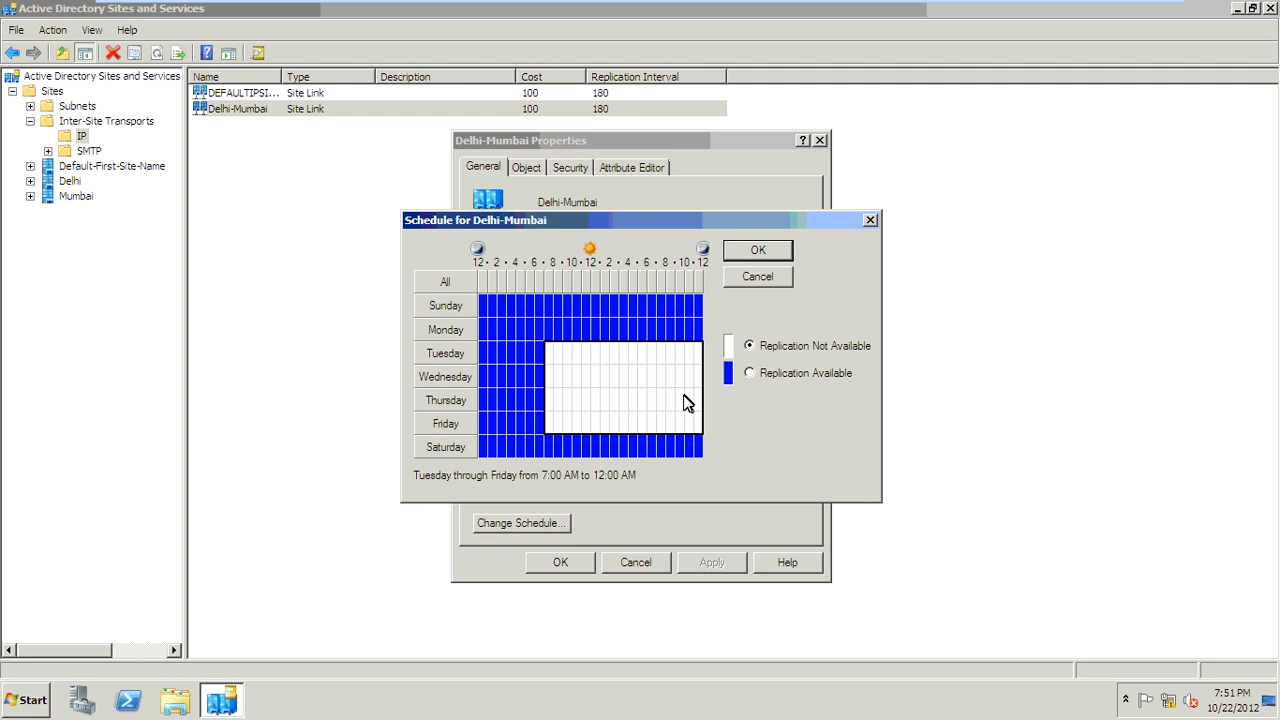 Active Directory Sites and Services
File Action View Help
Active Directory Sites and Services
Sites
Subnets
Inter-Site Transports
IP
SMTP
Default-First-Site-Name
Delhi
Mumbai
Name Type Description Cost Replication Interval
DEFAULTIPSI... Site Link 100 180
Delhi-Mumbai Site Link 100 180
Delhi-Mumbai Properties
General Object Security Attribute Editor
Delhi-Mumbai
Schedule for Delhi-Mumbai
12 · 2 · 4 · 6 · 8 · 10 · 12 · 2 · 4 · 6 · 8 · 10 · 12
All
Sunday
Monday
Tuesday
Wednesday
Thursday
Friday
Saturday
OK
Cancel
Replication Not Available
Replication Available
Tuesday through Friday from 7:00 AM to 12:00 AM
Change Schedule...
OK Cancel Apply Help
Start
7:51 PM
10/22/2012